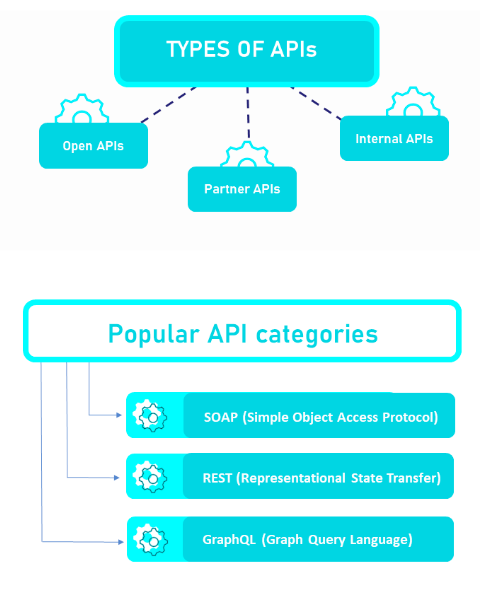 TYPES OF APIs
Open APIs
Partner APIs
Internal APIs
Popular API categories
SOAP (Simple Object Access Protocol)
REST (Representational State Transfer)
GraphQL (Graph Query Language)